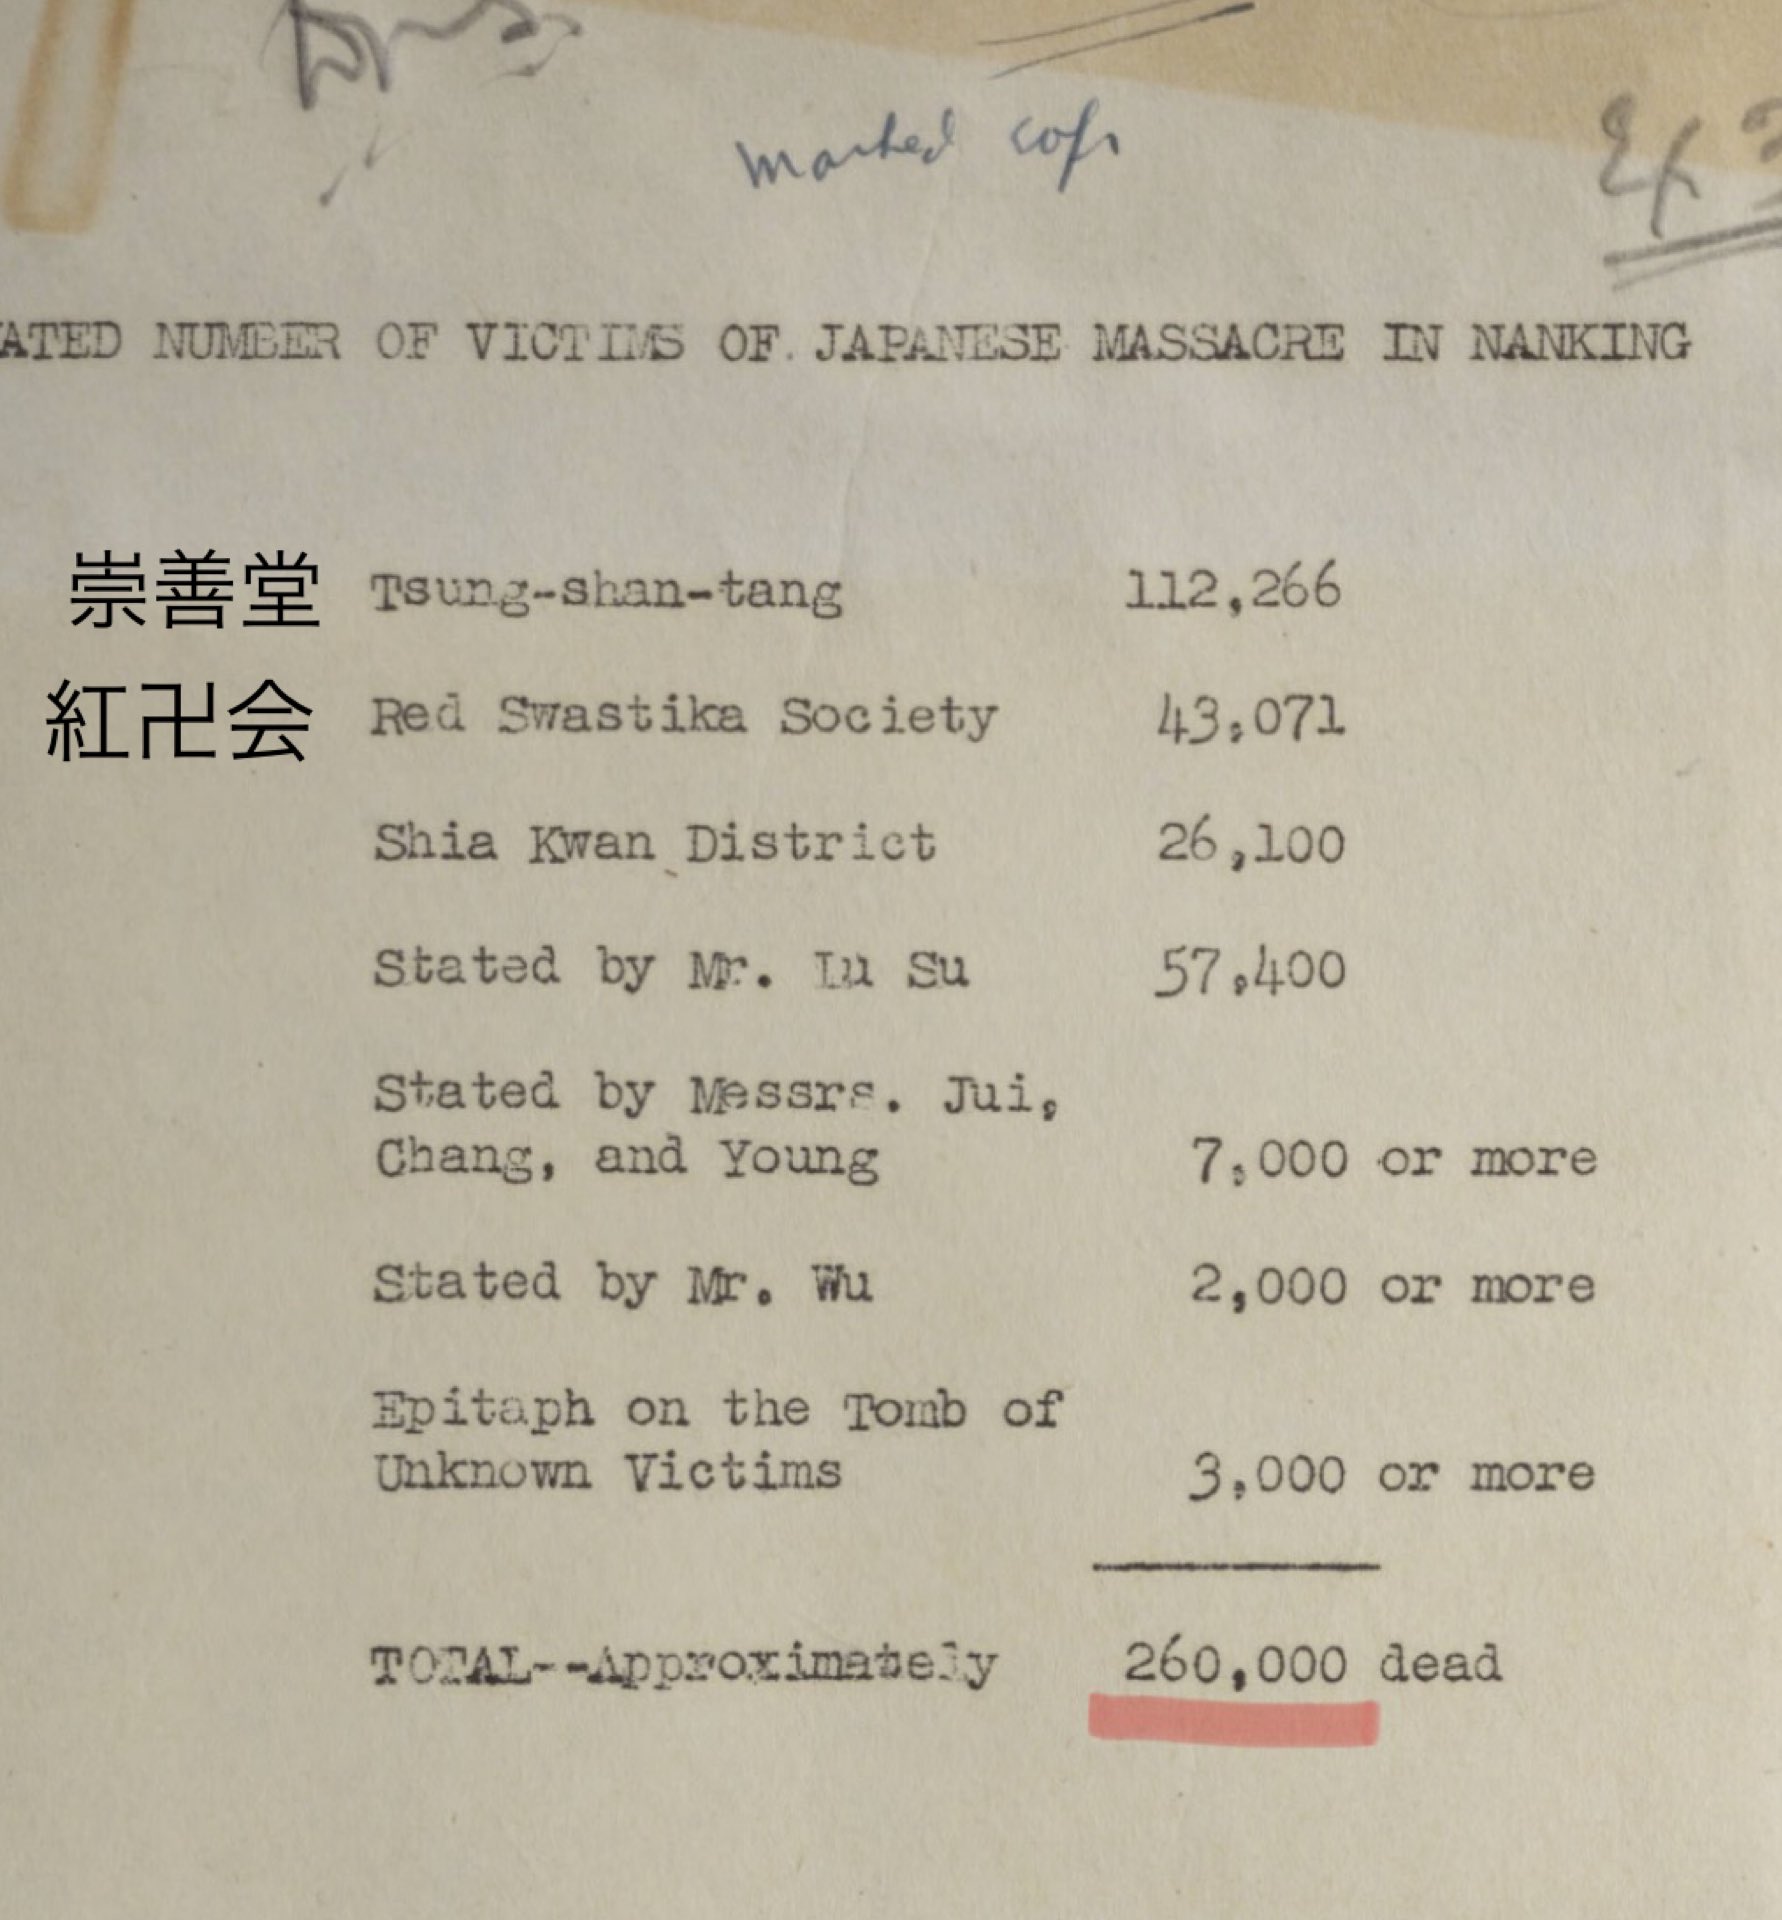 marked copy
ATED NUMBER OF VICTIMS OF JAPANESE MASSACRE IN NANKING
崇善堂 Tsung-shan-tang 112,266
紅卍会 Red Swastika Society 43,071
Shia Kwan District 26,100
Stated by Mr. Lu Su 57,400
Stated by Messrs. Jui,
Chang, and Young 7,000 or more
Stated by Mr. Wu 2,000 or more
Epitaph on the Tomb of
Unknown Victims 3,000 or more
TOTAL--Approximately 260,000 dead